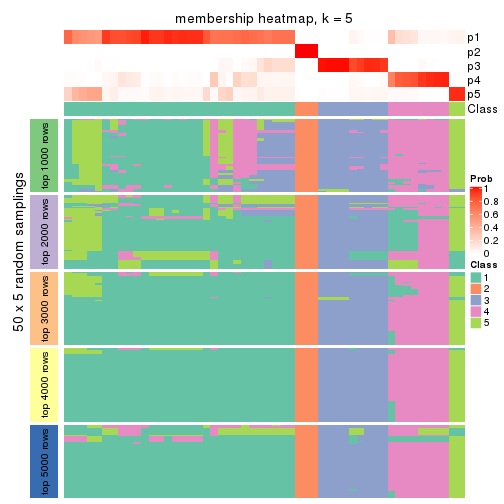 membership heatmap, k = 5
p1
p2
p3
p4
p5
Class
50 x 5 random samplings
top 1000 rows
top 2000 rows
top 3000 rows
top 4000 rows
top 5000 rows
Prob
1
0.8
0.6
0.4
0.2
0
Class
1
2
3
4
5